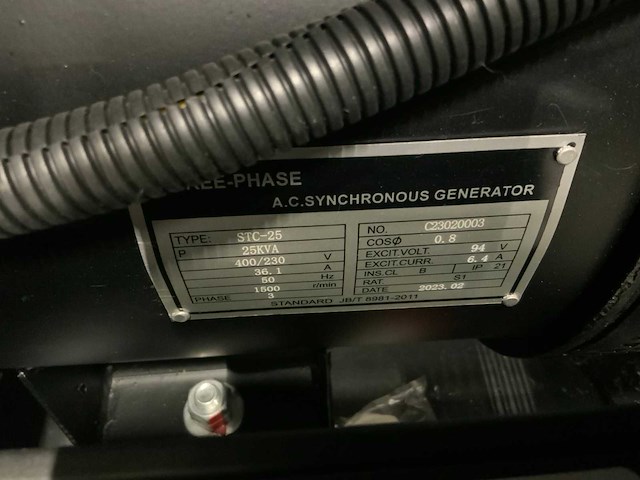 REE-PHASE
A.C.SYNCHRONOUS GENERATOR
TYPE: STC-25
P 25KVA
400/230 V
36.1 A
50 Hz
1500 r/min
PHASE 3
NO. C23020003
COSØ 0.8
EXCIT.VOLT. 94 V
EXCIT.CURR. 6.4 A
INS.CL B IP 21
RAT. S1
DATE 2023.02
STANDARD JB/T 8981-2011